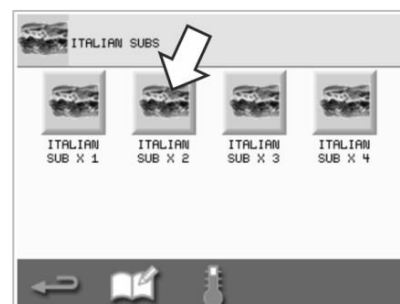 ITALIAN SUBS
ITALIAN SUB X 1
ITALIAN SUB X 2
ITALIAN SUB X 3
ITALIAN SUB X 4